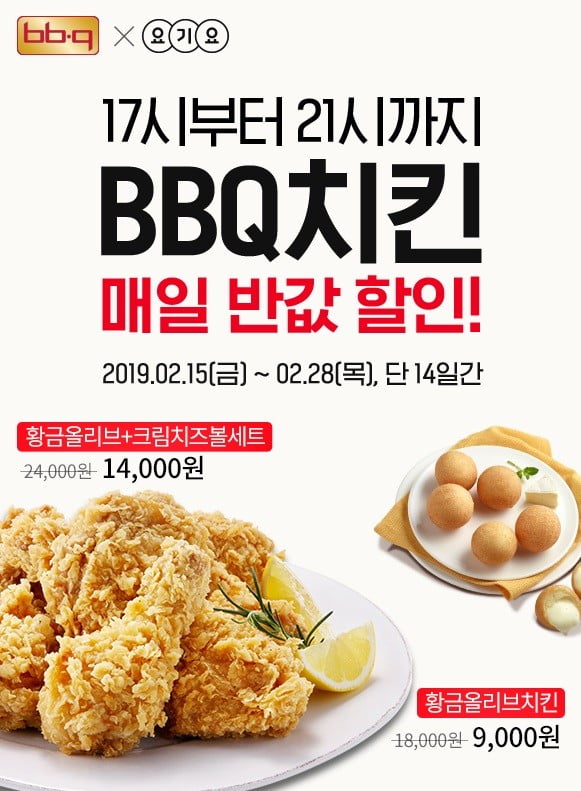 bb.q × 요기요
17시부터 21시까지
BBQ치킨
매일 반값 할인!
2019.02.15(금) ~ 02.28(목), 단 14일간
황금올리브+크림치즈볼세트
24,000원 14,000원
황금올리브치킨
18,000원 9,000원